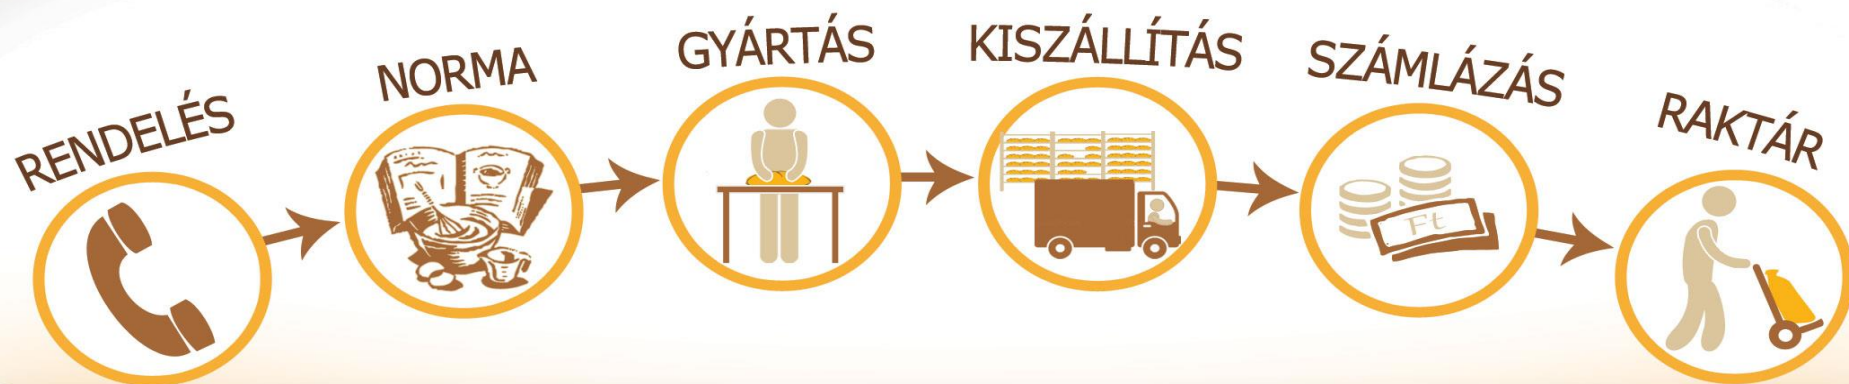 RENDELÉS
NORMA
GYÁRTÁS
KISZÁLLÍTÁS
SZÁMLÁZÁS
RAKTÁR
Ft